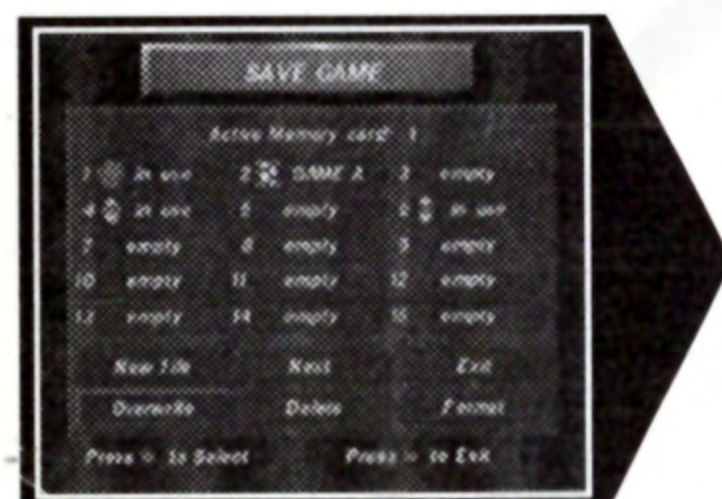 SAVE GAME
Active Memory card: 1
1 in use 2 GAME A 3 empty
4 in use 5 empty 6 in use
7 empty 8 empty 9 empty
10 empty 11 empty 12 empty
13 empty 14 empty 15 empty
New File Next Exit
Overwrite Delete Format
Press to Select Press to Exit